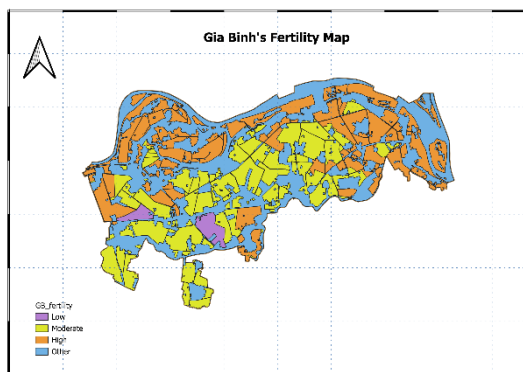 Gia Binh's Fertility Map
GB_fertility
Low
Moderate
High
Other